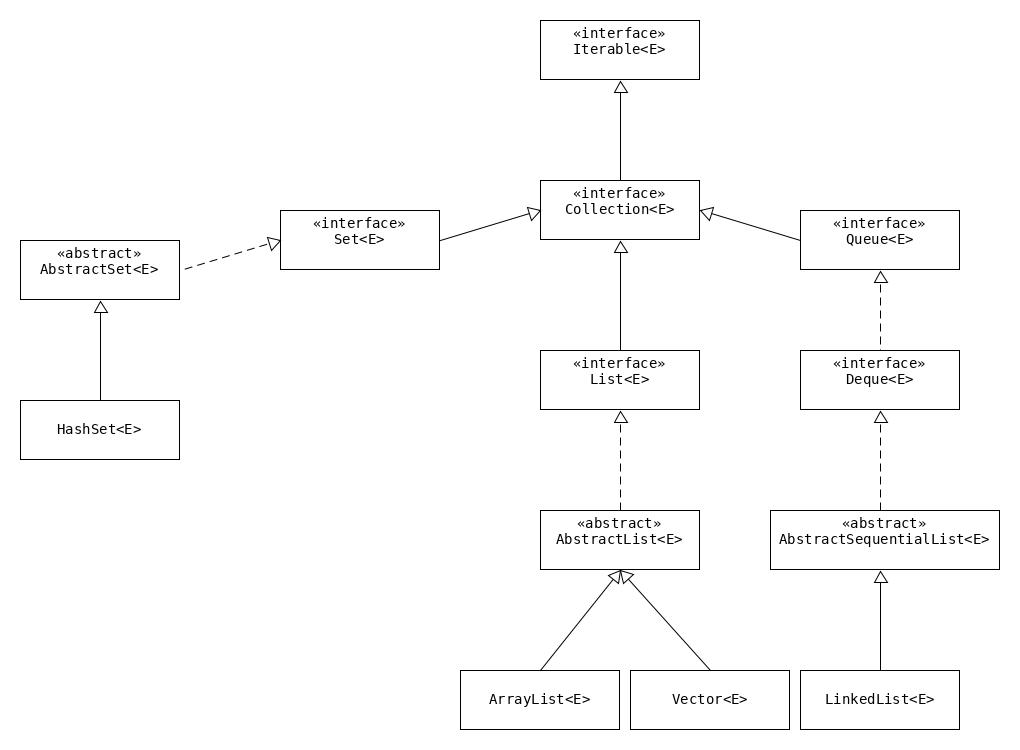 «interface»
Iterable<E>
«interface»
Collection<E>
«interface»
Set<E>
«interface»
Queue<E>
«abstract»
AbstractSet<E>
«interface»
List<E>
«interface»
Deque<E>
HashSet<E>
«abstract»
AbstractList<E>
«abstract»
AbstractSequentialList<E>
ArrayList<E>
Vector<E>
LinkedList<E>